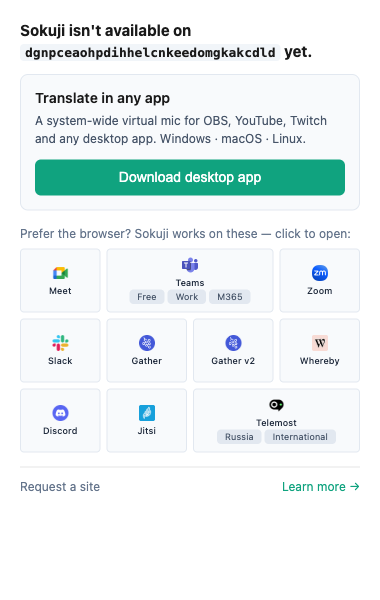 Sokuji isn't available on
dgnpceaohpdihhelcnkeedomgkakcdld yet.
Translate in any app
A system-wide virtual mic for OBS, YouTube, Twitch
and any desktop app. Windows · macOS · Linux.
Download desktop app
Prefer the browser? Sokuji works on these — click to open:
Meet
Teams
Free Work M365
zm
Zoom
Slack
Gather
Gather v2
W
Whereby
Discord
Jitsi
Telemost
Russia International
Request a site
Learn more →